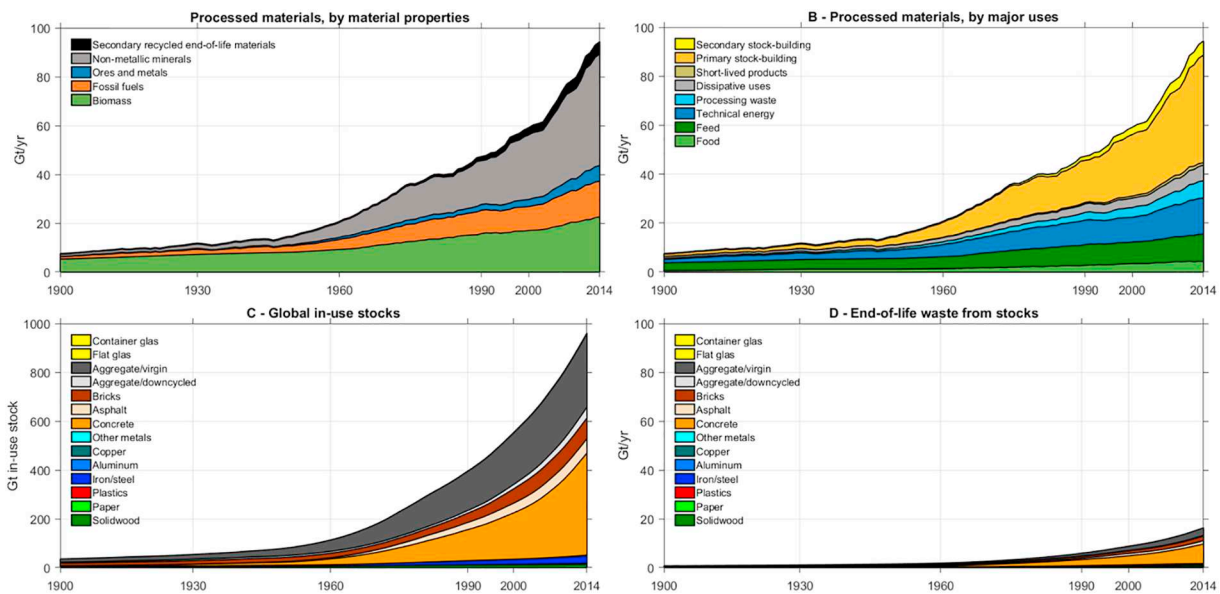 Processed materials, by material properties
100
80
60
40
20
0
Gt/yr
Secondary recycled end-of-life materials
Non-metallic minerals
Ores and metals
Fossil fuels
Biomass
1900
1930
1960
1990
2000
2014
B - Processed materials, by major uses
100
80
60
40
20
0
Gt/yr
Secondary stock-building
Primary stock-building
Short-lived products
Dissipative uses
Processing waste
Technical energy
Feed
Food
1900
1930
1960
1990
2000
2014
C - Global in-use stocks
1000
800
600
400
200
0
Gt in-use stock
Container glas
Flat glas
Aggregate/virgin
Aggregate/downcycled
Bricks
Asphalt
Concrete
Other metals
Copper
Aluminum
Iron/steel
Plastics
Paper
Solidwood
1900
1930
1960
1990
2000
2014
D - End-of-life waste from stocks
100
80
60
40
20
0
Gt/yr
Container glas
Flat glas
Aggregate/virgin
Aggregate/downcycled
Bricks
Asphalt
Concrete
Other metals
Copper
Aluminum
Iron/steel
Plastics
Paper
Solidwood
1900
1930
1960
1990
2000
2014